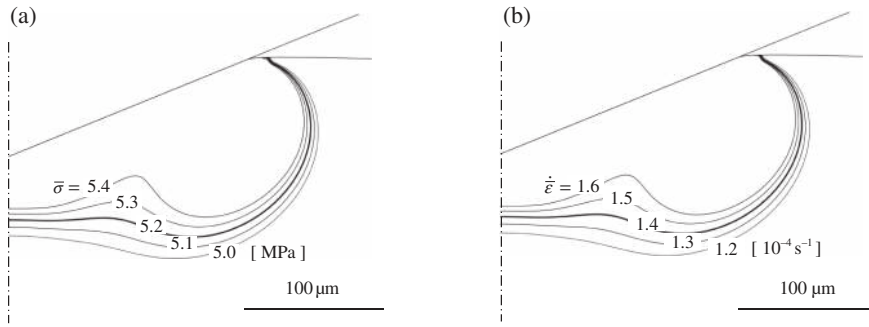 (a)
σ̅ = 5.4
5.3
5.2
5.1
5.0 [ MPa]
100 μm
(b)
ε̅̇ = 1.6
1.5
1.4
1.3
1.2 [ 10⁻⁴ s⁻¹]
100 μm